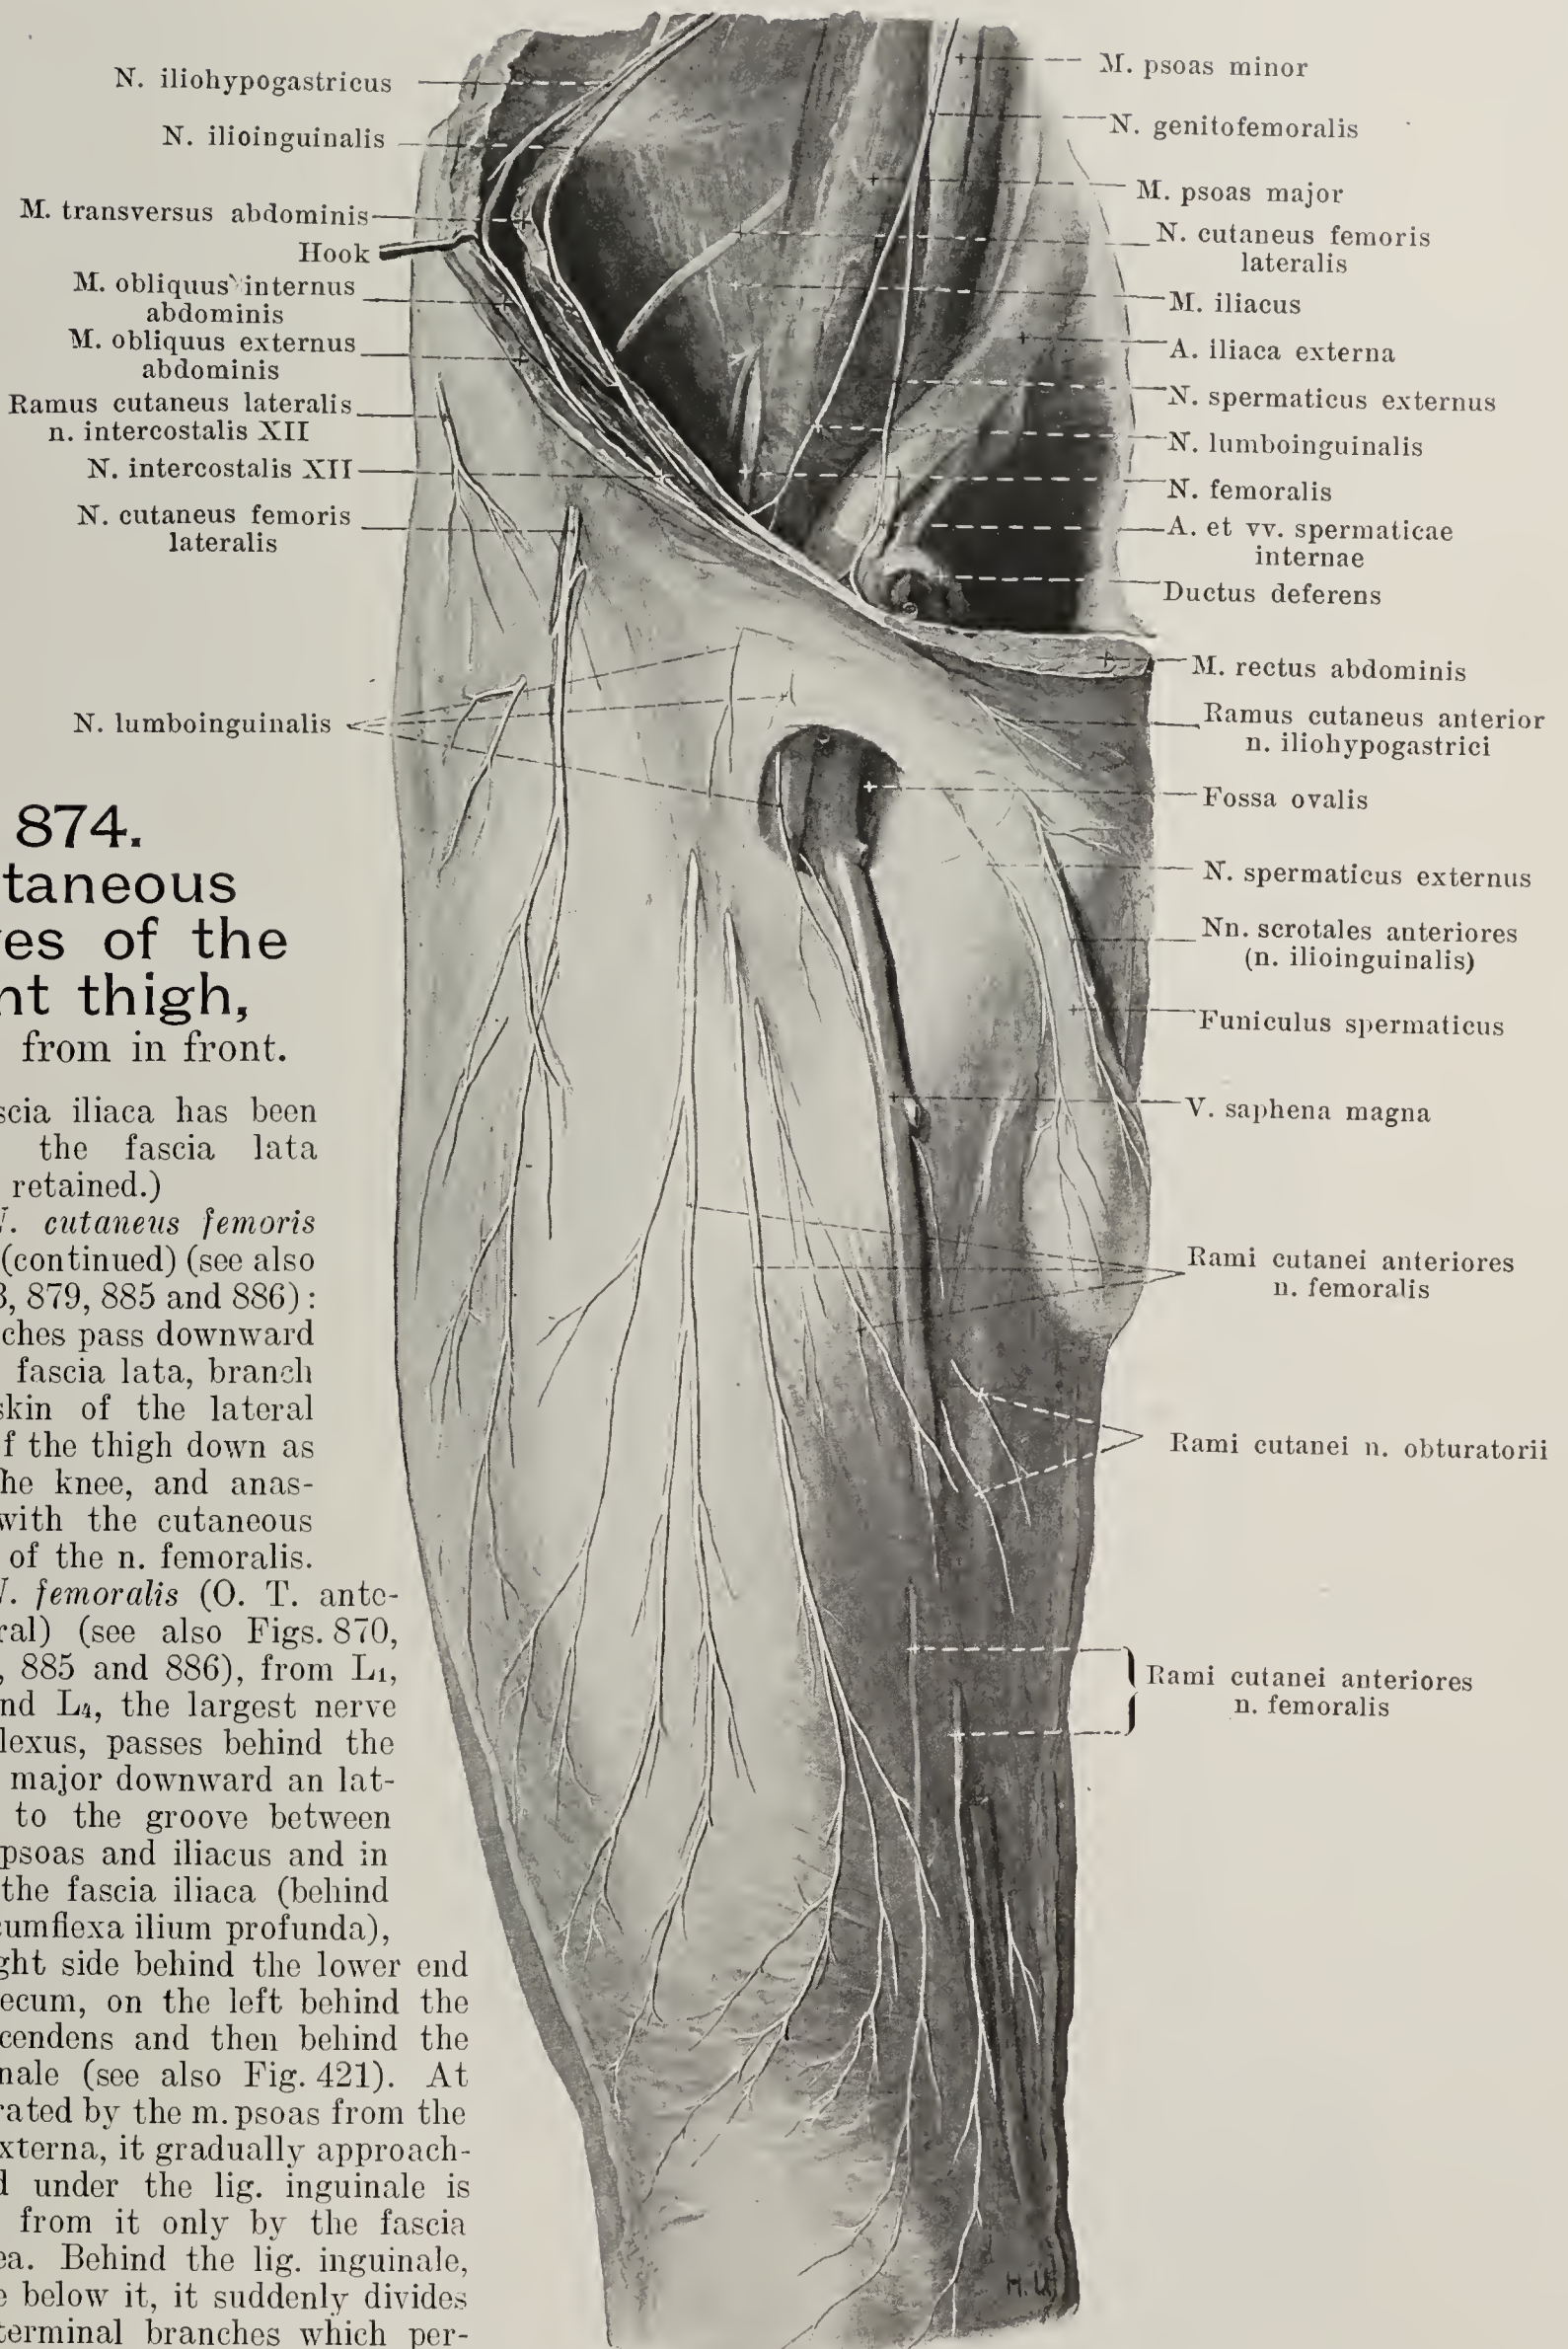 N. iliohypogastricus
N. ilioinguinalis
M. transversus abdominis
Hook
M. obliquus internus
abdominis
M. obliquus externus
abdominis
Ramus cutaneus lateralis
n. intercostalis XII
N. intercostalis XII
N. cutaneus femoris
lateralis
N. lumboinguinalis
M. psoas minor
N. genitofemoralis
M. psoas major
N. cutaneus femoris
lateralis
M. iliacus
A. iliaca externa
N. spermaticus externus
N. lumboinguinalis
N. femoralis
A. et vv. spermaticae
internae
Ductus deferens
M. rectus abdominis
Ramus cutaneus anterior
n. iliohypogastrici
Fossa ovalis
N. spermaticus externus
Nn. scrotales anteriores
(n. ilioinguinalis)
Funiculus spermaticus
V. saphena magna
Rami cutanei anteriores
n. femoralis
Rami cutanei n. obturatorii
Rami cutanei anteriores
n. femoralis
874.
taneous
es of the
nt thigh,
from in front.
scia iliaca has been
the fascia lata
retained.)
. cutaneus femoris
(continued) (see also
, 879, 885 and 886):
ches pass downward
fascia lata, branch
skin of the lateral
f the thigh down as
he knee, and anas-
with the cutaneous
of the n. femoralis.
. femoralis (O. T. ante-
ral) (see also Figs. 870,
, 885 and 886), from L1,
nd L4, the largest nerve
lexus, passes behind the
major downward an lat-
to the groove between
psoas and iliacus and in
the fascia iliaca (behind
cumflexa ilium profunda),
ght side behind the lower end
ecum, on the left behind the
cendens and then behind the
nale (see also Fig. 421). At
rated by the m. psoas from the
xterna, it gradually approach-
d under the lig. inguinale is
from it only by the fascia
ea. Behind the lig. inguinale,
e below it, it suddenly divides
terminal branches which per-
H. U.